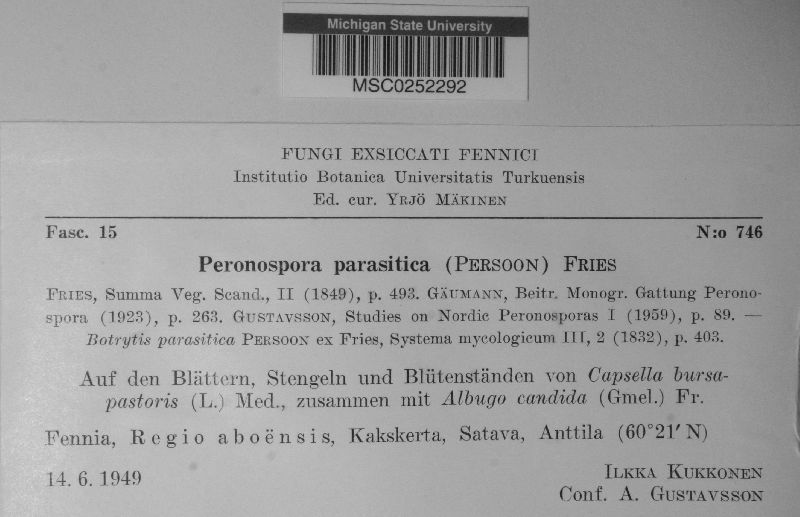 Michigan State University
MSC0252292
FUNGI EXSICCATI FENNICI
Institutio Botanica Universitatis Turkuensis
Ed. cur. YRJÖ MÄKINEN
Fasc. 15 N:o 746
Peronospora parasitica (PERSOON) FRIES
FRIES, Summa Veg. Scand., II (1849), p. 493. GÄUMANN, Beitr. Monogr. Gattung Perono-
spora (1923), p. 263. GUSTAVSSON, Studies on Nordic Peronosporas I (1959), p. 89. —
Botrytis parasitica PERSOON ex Fries, Systema mycologicum III, 2 (1832), p. 403.
Auf den Blättern, Stengeln und Blütenständen von Capsella bursa-
pastoris (L.) Med., zusammen mit Albugo candida (Gmel.) Fr.
Fennia, Regio aboënsis, Kakskerta, Satava, Anttila (60°21′ N)
14. 6. 1949 ILKKA KUKKONEN
Conf. A. GUSTAVSSON